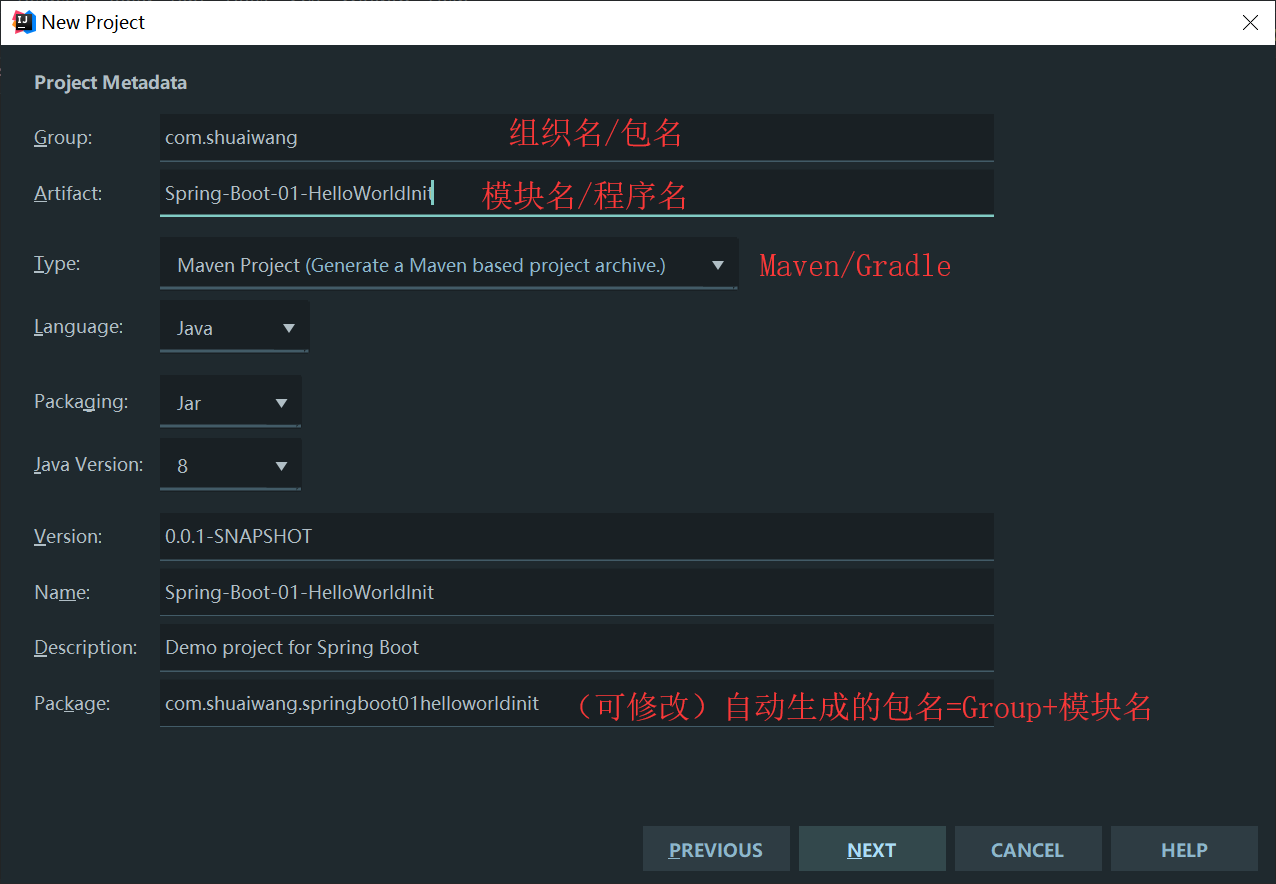 New Project
Project Metadata
Group: com.shuaiwang 组织名/包名
Artifact: Spring-Boot-01-HelloWorldInit 模块名/程序名
Type: Maven Project (Generate a Maven based project archive.) Maven/Gradle
Language: Java
Packaging: Jar
Java Version: 8
Version: 0.0.1-SNAPSHOT
Name: Spring-Boot-01-HelloWorldInit
Description: Demo project for Spring Boot
Package: com.shuaiwang.springboot01helloworldinit （可修改）自动生成的包名=Group+模块名
PREVIOUS NEXT CANCEL HELP